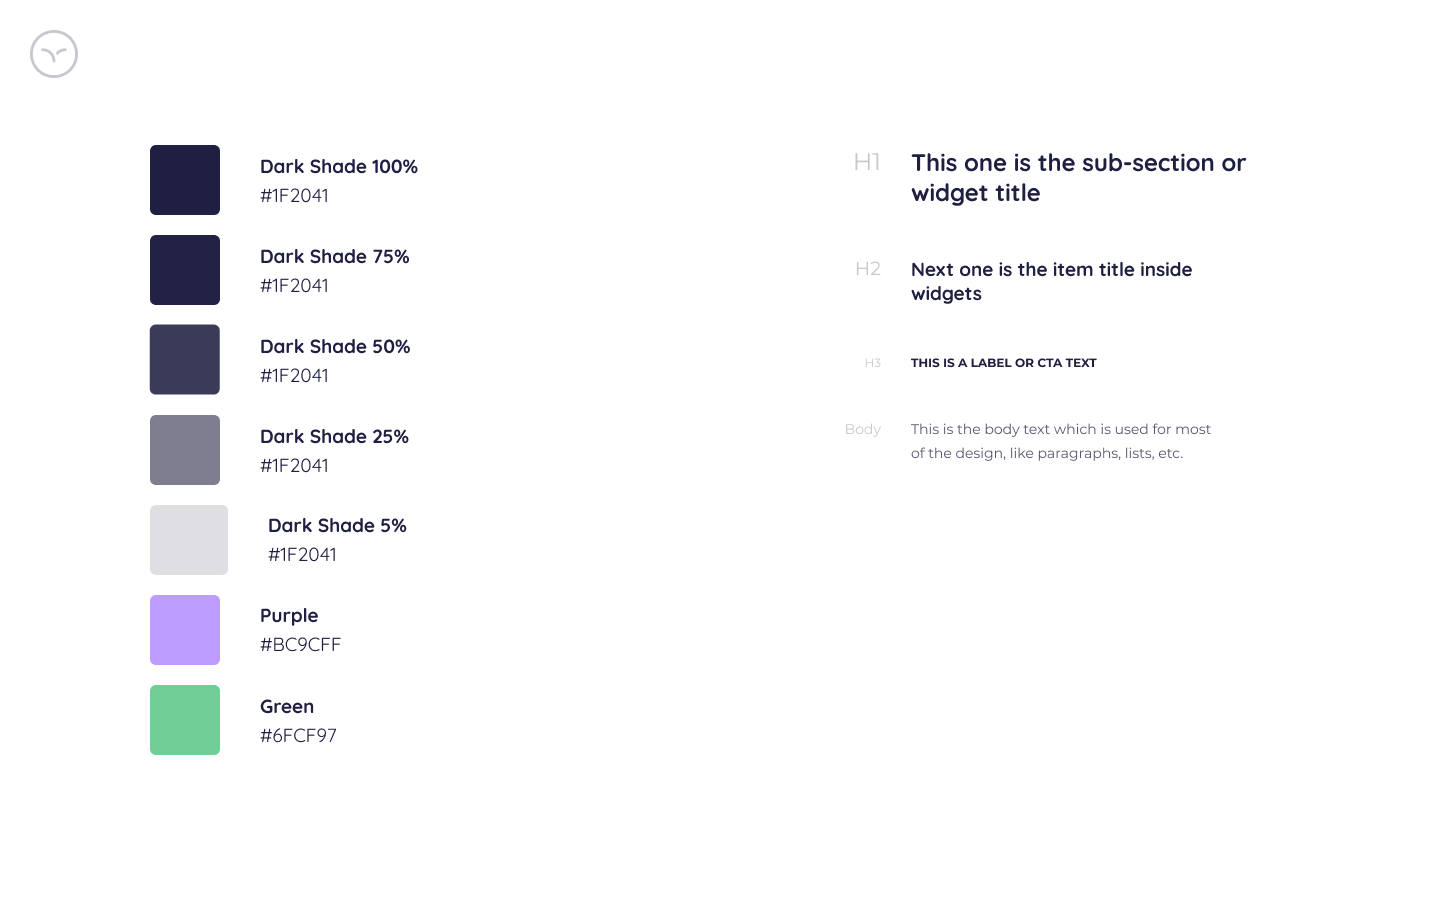 Dark Shade 100%
#1F2041
Dark Shade 75%
#1F2041
Dark Shade 50%
#1F2041
Dark Shade 25%
#1F2041
Dark Shade 5%
#1F2041
Purple
#BC9CFF
Green
#6FCF97
H1
This one is the sub-section or
widget title
H2
Next one is the item title inside
widgets
H3
THIS IS A LABEL OR CTA TEXT
Body
This is the body text which is used for most
of the design, like paragraphs, lists, etc.